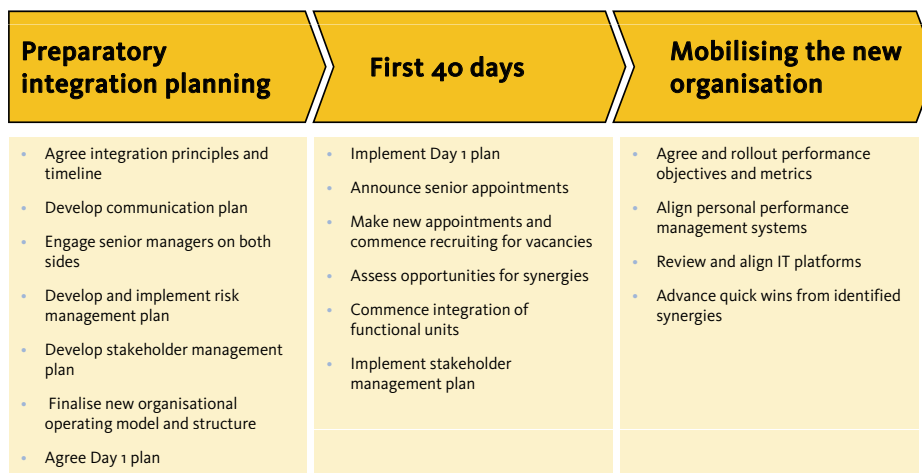 Preparatory
integration planning
First 40 days
Mobilising the new
organisation
• Agree integration principles and
timeline
• Develop communication plan
• Engage senior managers on both
sides
• Develop and implement risk
management plan
• Develop stakeholder management
plan
• Finalise new organisational
operating model and structure
• Agree Day 1 plan
• Implement Day 1 plan
• Announce senior appointments
• Make new appointments and
commence recruiting for vacancies
• Assess opportunities for synergies
• Commence integration of
functional units
• Implement stakeholder
management plan
• Agree and rollout performance
objectives and metrics
• Align personal performance
management systems
• Review and align IT platforms
• Advance quick wins from identified
synergies